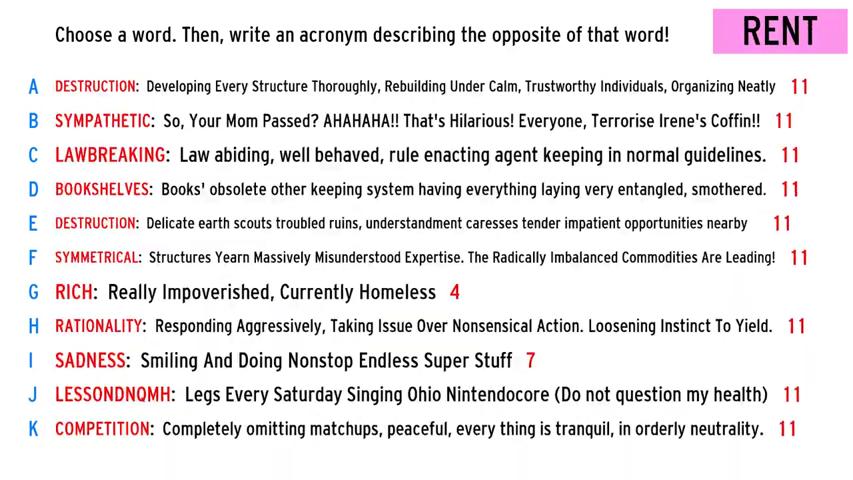 Choose a word. Then, write an acronym describing the opposite of that word!
RENT
A DESTRUCTION: Developing Every Structure Thoroughly, Rebuilding Under Calm, Trustworthy Individuals, Organizing Neatly 11
B SYMPATHETIC: So, Your Mom Passed? AHAHAHA!! That's Hilarious! Everyone, Terrorise Irene's Coffin!! 11
C LAWBREAKING: Law abiding, well behaved, rule enacting agent keeping in normal guidelines. 11
D BOOKSHELVES: Books' obsolete other keeping system having everything laying very entangled, smothered. 11
E DESTRUCTION: Delicate earth scouts troubled ruins, understandment caresses tender impatient opportunities nearby 11
F SYMMETRICAL: Structures Yearn Massively Misunderstood Expertise. The Radically Imbalanced Commodities Are Leading! 11
G RICH: Really Impoverished, Currently Homeless 4
H RATIONALITY: Responding Aggressively, Taking Issue Over Nonsensical Action. Loosening Instinct To Yield. 11
I SADNESS: Smiling And Doing Nonstop Endless Super Stuff 7
J LESSONDNQMH: Legs Every Saturday Singing Ohio Nintendocore (Do not question my health) 11
K COMPETITION: Completely omitting matchups, peaceful, every thing is tranquil, in orderly neutrality. 11